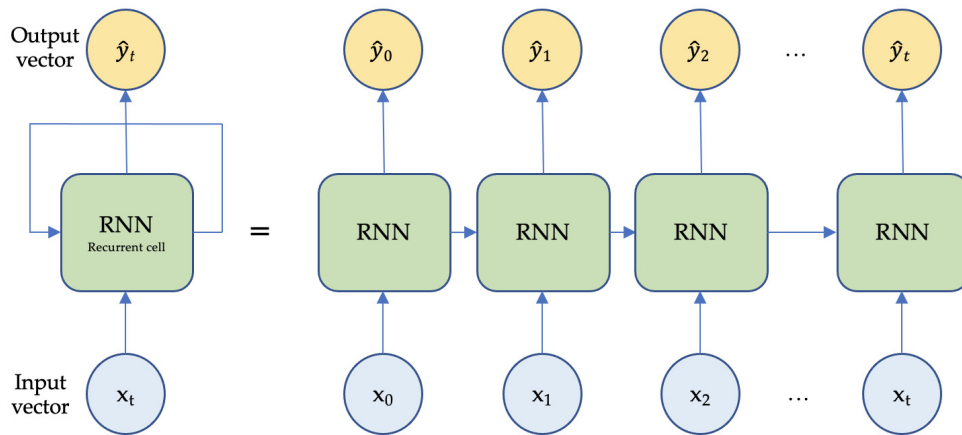 Output vector
ŷₜ
ŷ₀
ŷ₁
ŷ₂
...
ŷₜ
RNN
Recurrent cell
=
RNN
RNN
RNN
RNN
Input vector
xₜ
x₀
x₁
x₂
...
xₜ